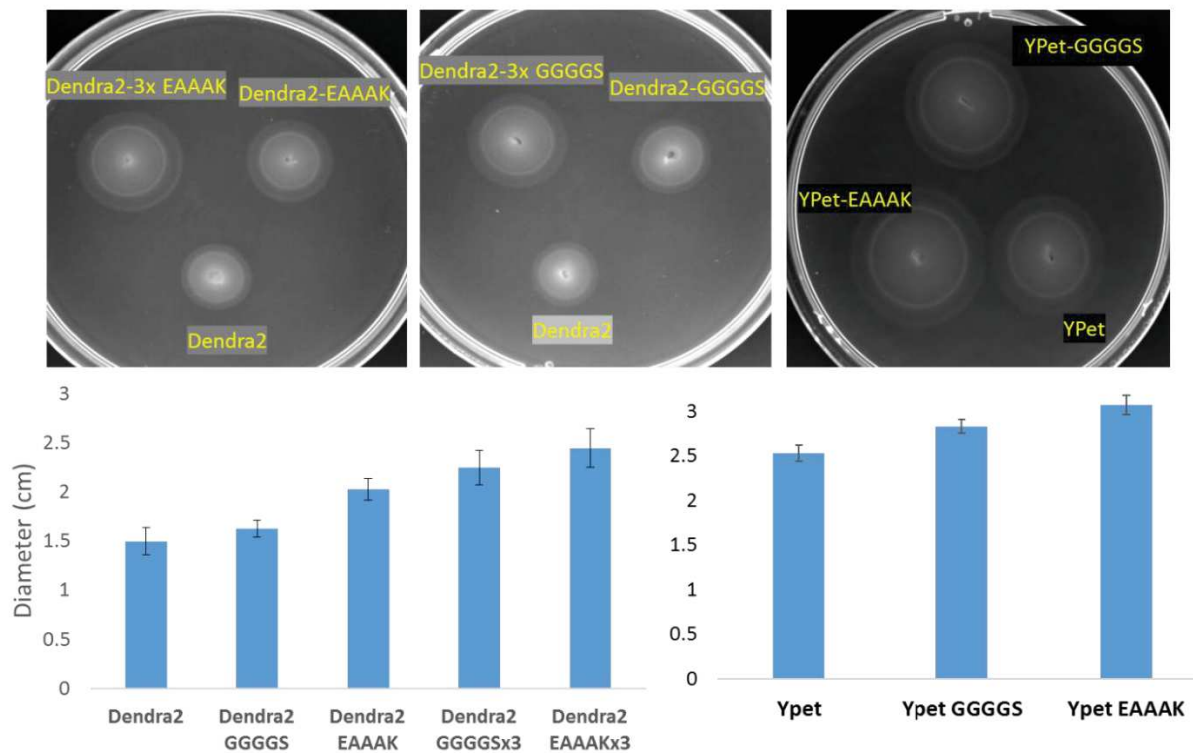 Dendra2-3x EAAAK
Dendra2-EAAAK
Dendra2
Dendra2-3x GGGGS
Dendra2-GGGGS
Dendra2
YPet-GGGGS
YPet-EAAAK
YPet
Diameter (cm)
3
2.5
2
1.5
1
0.5
0
Dendra2
Dendra2
GGGGS
Dendra2
EAAAK
Dendra2
GGGGSx3
Dendra2
EAAAKx3
3
2.5
2
1.5
1
0.5
0
Ypet
Ypet GGGGS
Ypet EAAAK